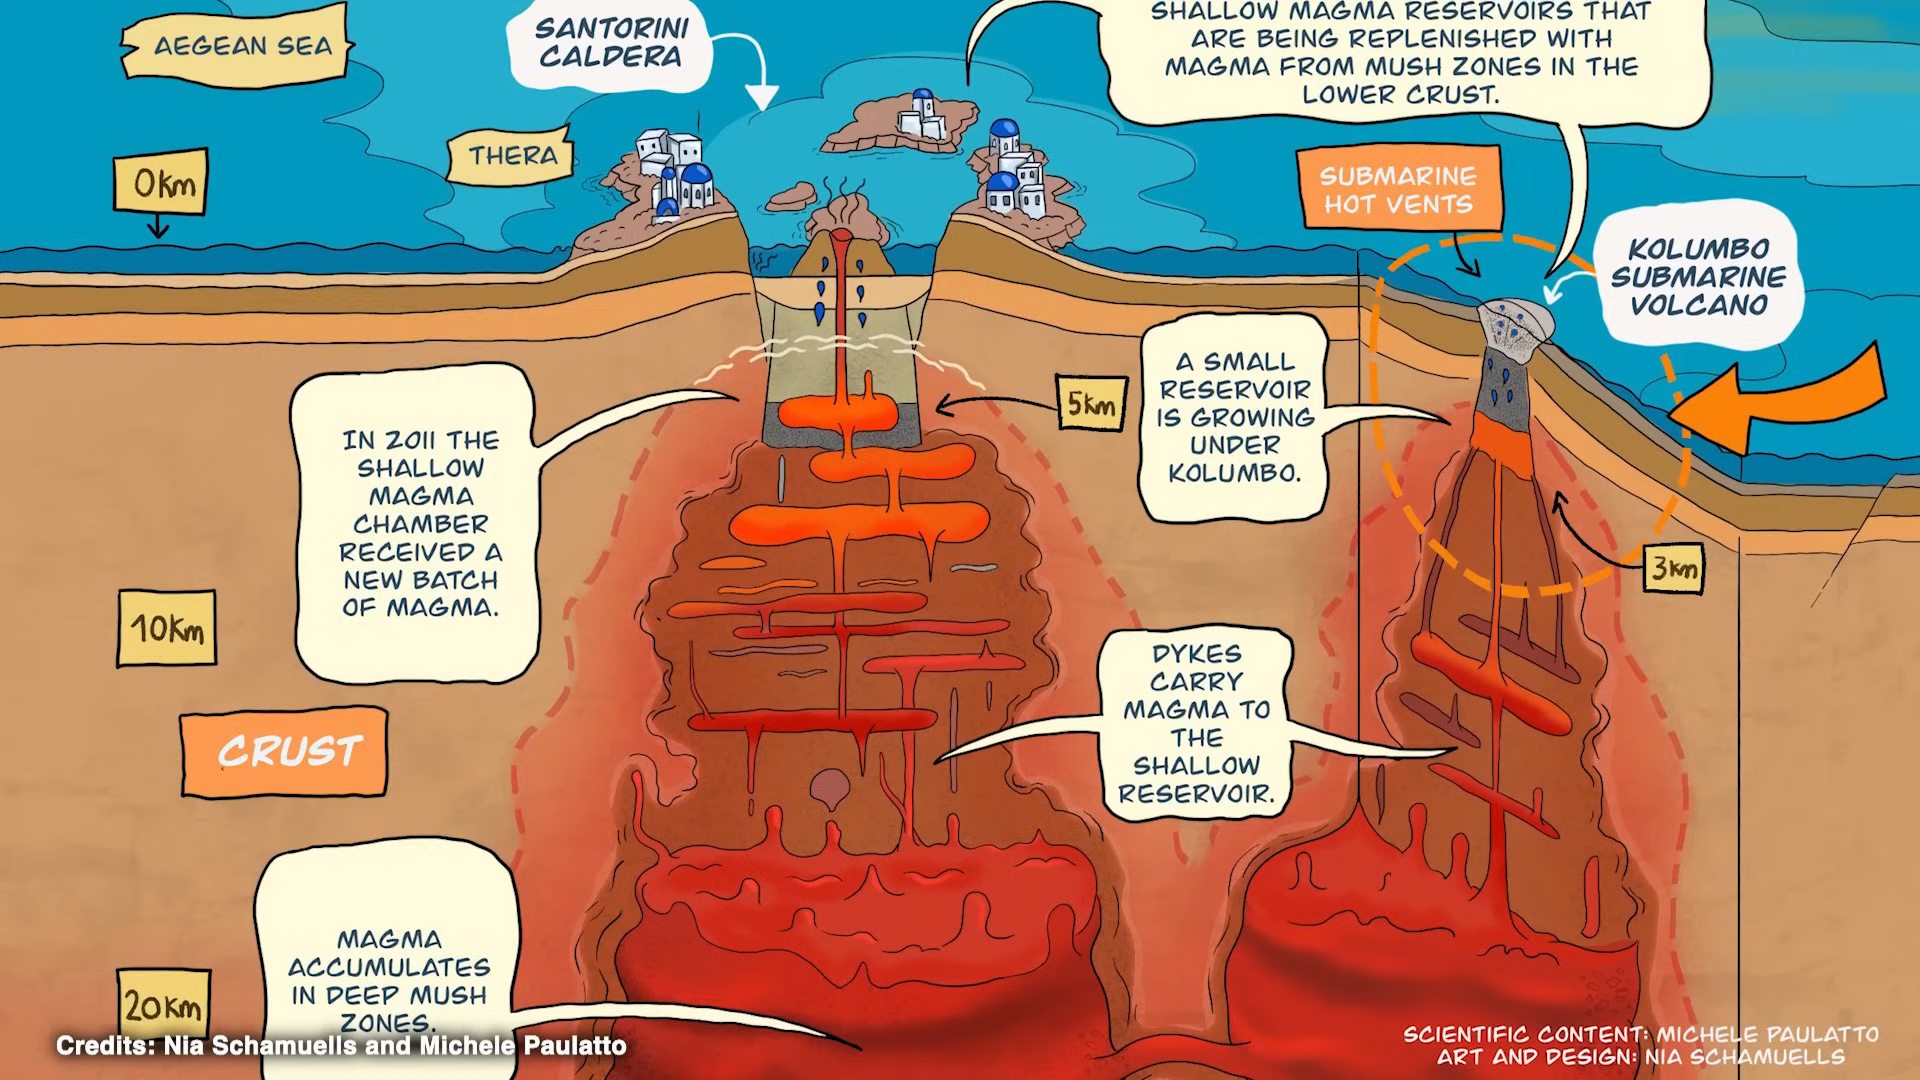 AEGEAN SEA
SANTORINI
CALDERA
SHALLOW MAGMA RESERVOIRS THAT
ARE BEING REPLENISHED WITH
MAGMA FROM MUSH ZONES IN THE
LOWER CRUST.
THERA
0Km
SUBMARINE
HOT VENTS
KOLUMBO
SUBMARINE
VOLCANO
A SMALL
RESERVOIR
IS GROWING
UNDER
KOLUMBO.
5Km
IN 2011 THE
SHALLOW
MAGMA
CHAMBER
RECEIVED A
NEW BATCH
OF MAGMA.
3Km
10Km
DYKES
CARRY
MAGMA TO
THE
SHALLOW
RESERVOIR.
CRUST
MAGMA
ACCUMULATES
IN DEEP MUSH
ZONES.
20Km
Credits: Nia Schamuells and Michele Paulatto
SCIENTIFIC CONTENT: MICHELE PAULATTO
ART AND DESIGN: NIA SCHAMUELLS